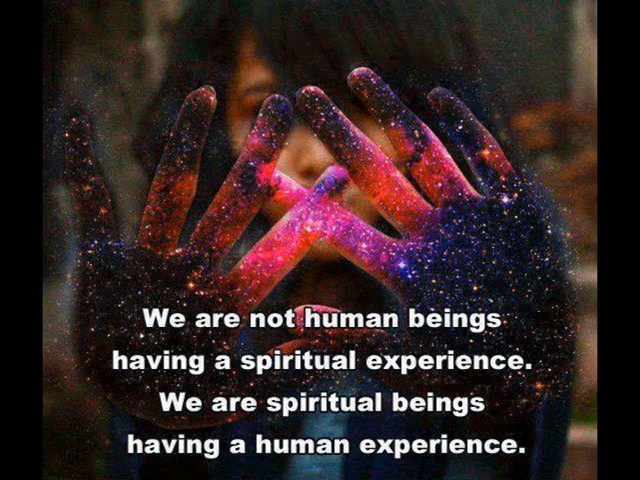 We are not human beings
having a spiritual experience.
We are spiritual beings
having a human experience.